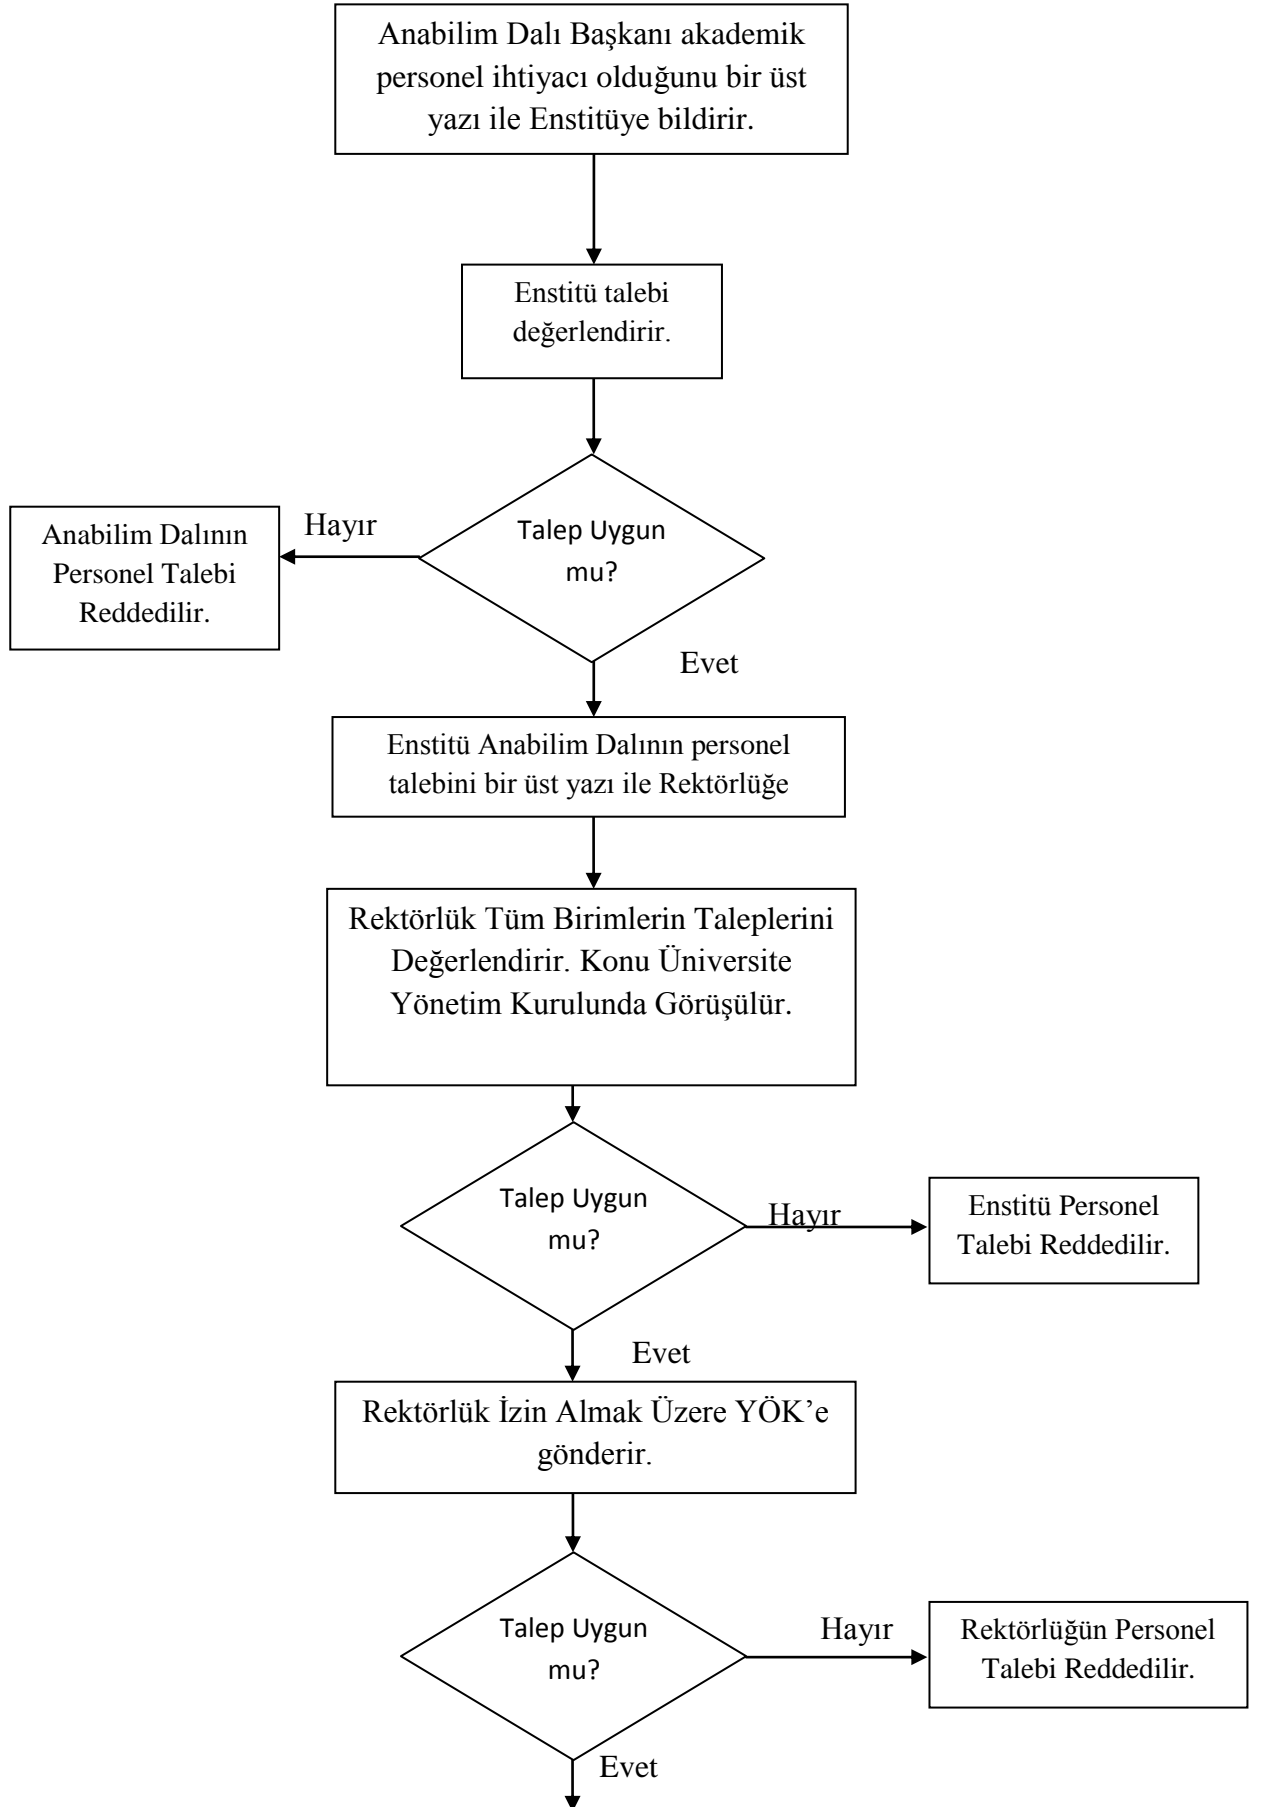 Anabilim Dalı Başkanı akademik
personel ihtiyacı olduğunu bir üst
yazı ile Enstitüye bildirir.
Enstitü talebi
değerlendirir.
Talep Uygun
mu?
Hayır
Anabilim Dalının
Personel Talebi
Reddedilir.
Evet
Enstitü Anabilim Dalının personel
talebini bir üst yazı ile Rektörlüğe
Rektörlük Tüm Birimlerin Taleplerini
Değerlendirir. Konu Üniversite
Yönetim Kurulunda Görüşülür.
Talep Uygun
mu?
Hayır
Enstitü Personel
Talebi Reddedilir.
Evet
Rektörlük İzin Almak Üzere YÖK’e
gönderir.
Talep Uygun
mu?
Hayır
Rektörlüğün Personel
Talebi Reddedilir.
Evet